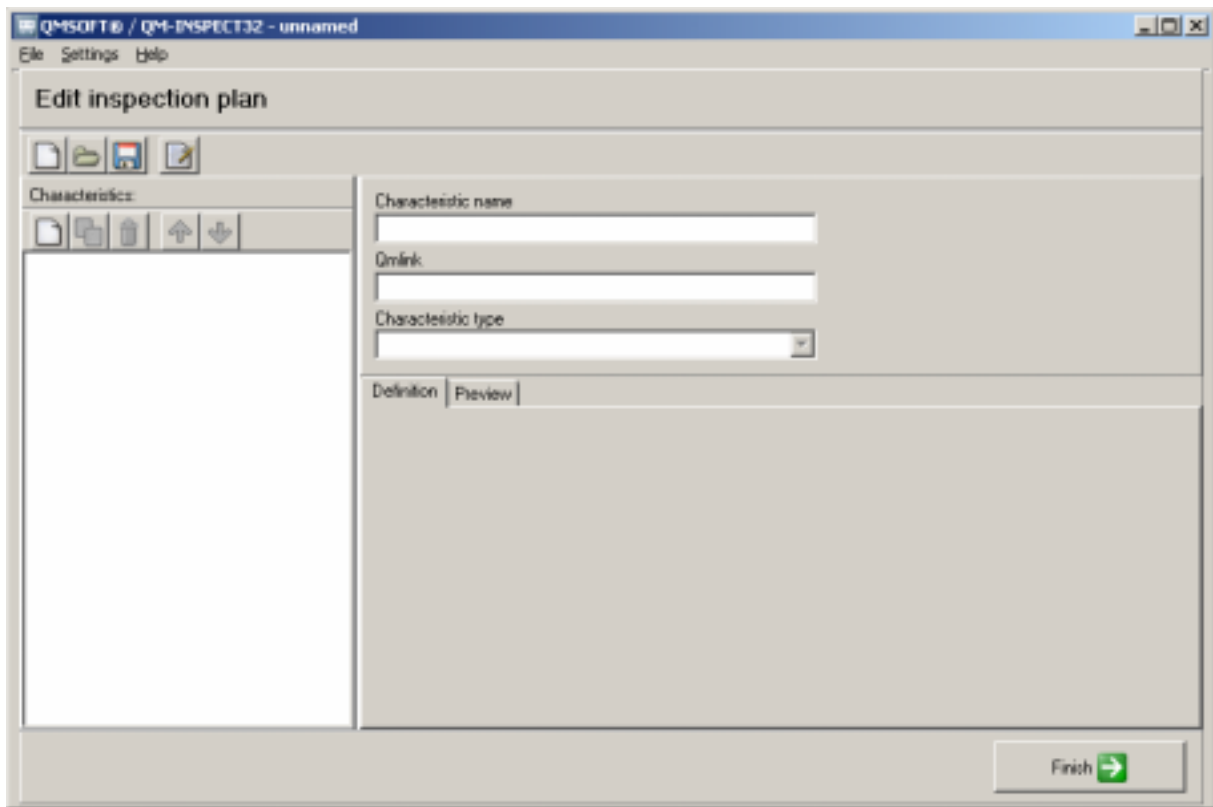 QMSOFT® / QM-INSPECT32 - unnamed
File Settings Help
Edit inspection plan
Characteristics:
Characteristic name
Qmlink
Characteristic type
Definition Preview
Finish